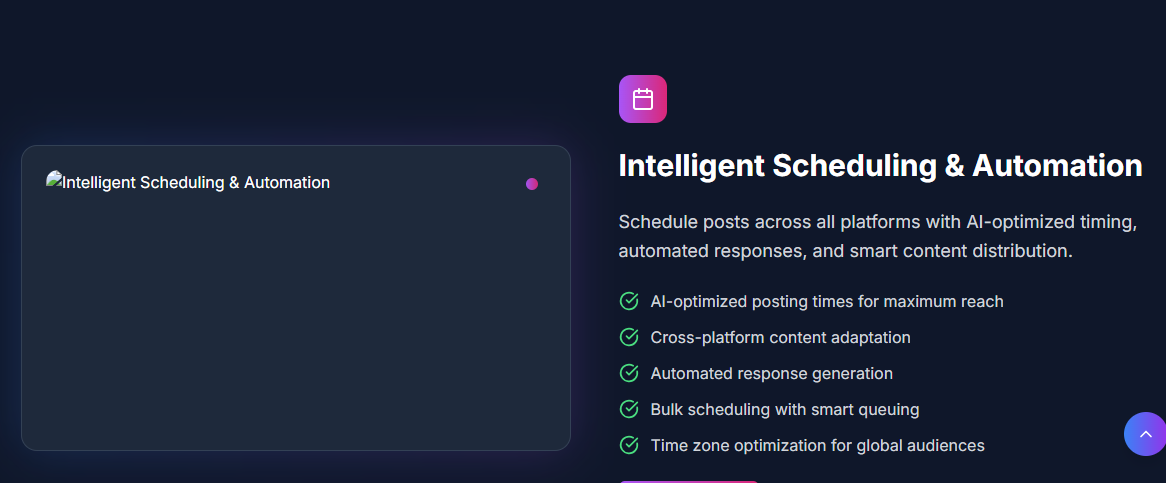 Intelligent Scheduling & Automation
Intelligent Scheduling & Automation
Schedule posts across all platforms with AI-optimized timing,
automated responses, and smart content distribution.
AI-optimized posting times for maximum reach
Cross-platform content adaptation
Automated response generation
Bulk scheduling with smart queuing
Time zone optimization for global audiences